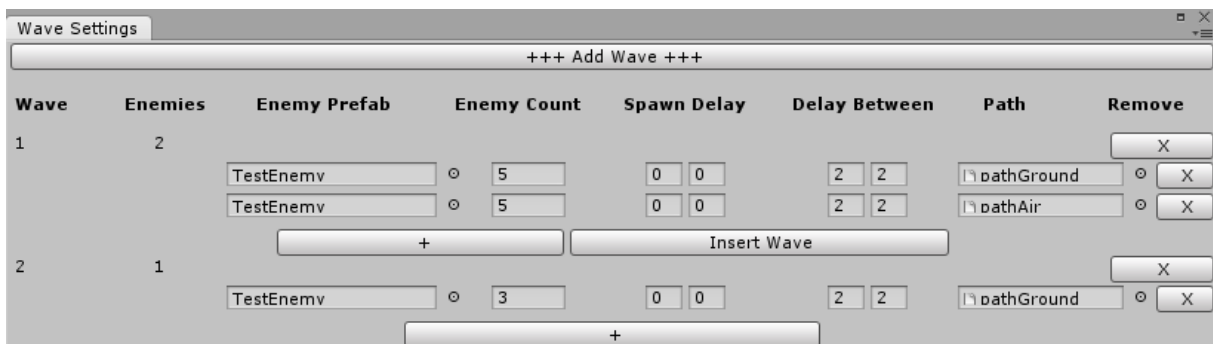 Wave Settings
+++ Add Wave +++
Wave Enemies Enemy Prefab Enemy Count Spawn Delay Delay Between Path Remove
1 2 X
TestEnemy 5 0 0 2 2 pathGround X
TestEnemy 5 0 0 2 2 pathAir X
+ Insert Wave
2 1 X
TestEnemy 3 0 0 2 2 pathGround X
+